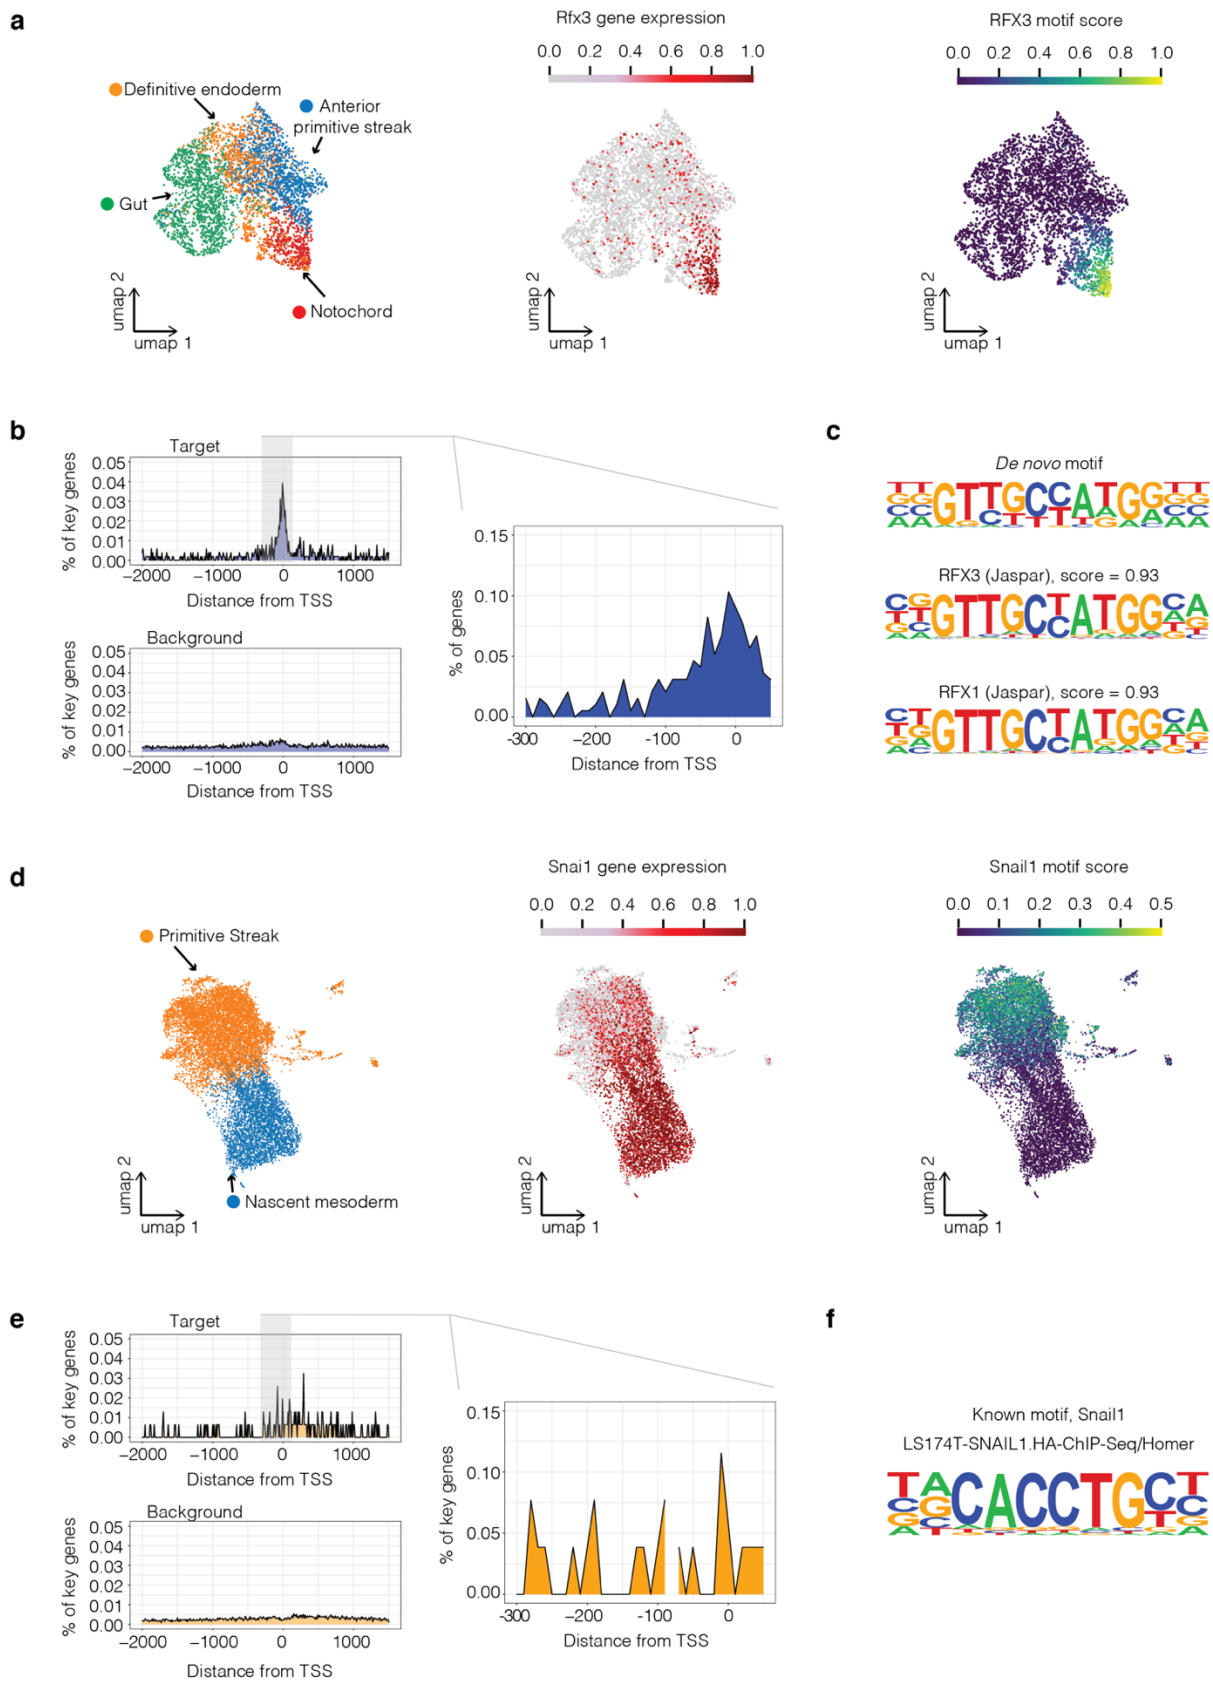 a
Rfx3 gene expression
0.0 0.2 0.4 0.6 0.8 1.0
RFX3 motif score
0.0 0.2 0.4 0.6 0.8 1.0
Definitive endoderm
Anterior
primitive streak
Gut
Notochord
umap 2
umap 1
umap 2
umap 1
umap 2
umap 1
b
Target
% of key genes
0.05
0.04
0.03
0.02
0.01
0.00
−2000 −1000 0 1000
Distance from TSS
Background
% of key genes
0.05
0.04
0.03
0.02
0.01
0.00
−2000 −1000 0 1000
Distance from TSS
% of genes
0.15
0.10
0.05
0.00
-300 -200 -100 0
Distance from TSS
c
De novo motif
RFX3 (Jaspar), score = 0.93
RFX1 (Jaspar), score = 0.93
d
Snai1 gene expression
0.0 0.2 0.4 0.6 0.8 1.0
Snail1 motif score
0.0 0.1 0.2 0.3 0.4 0.5
Primitive Streak
Nascent mesoderm
umap 2
umap 1
umap 2
umap 1
umap 2
umap 1
e
Target
% of key genes
0.05
0.04
0.03
0.02
0.01
0.00
−2000 −1000 0 1000
Distance from TSS
Background
% of key genes
0.05
0.04
0.03
0.02
0.01
0.00
−2000 −1000 0 1000
Distance from TSS
% of key genes
0.15
0.10
0.05
0.00
-300 -200 -100 0
Distance from TSS
f
Known motif, Snail1
LS174T-SNAIL1.HA-ChIP-Seq/Homer